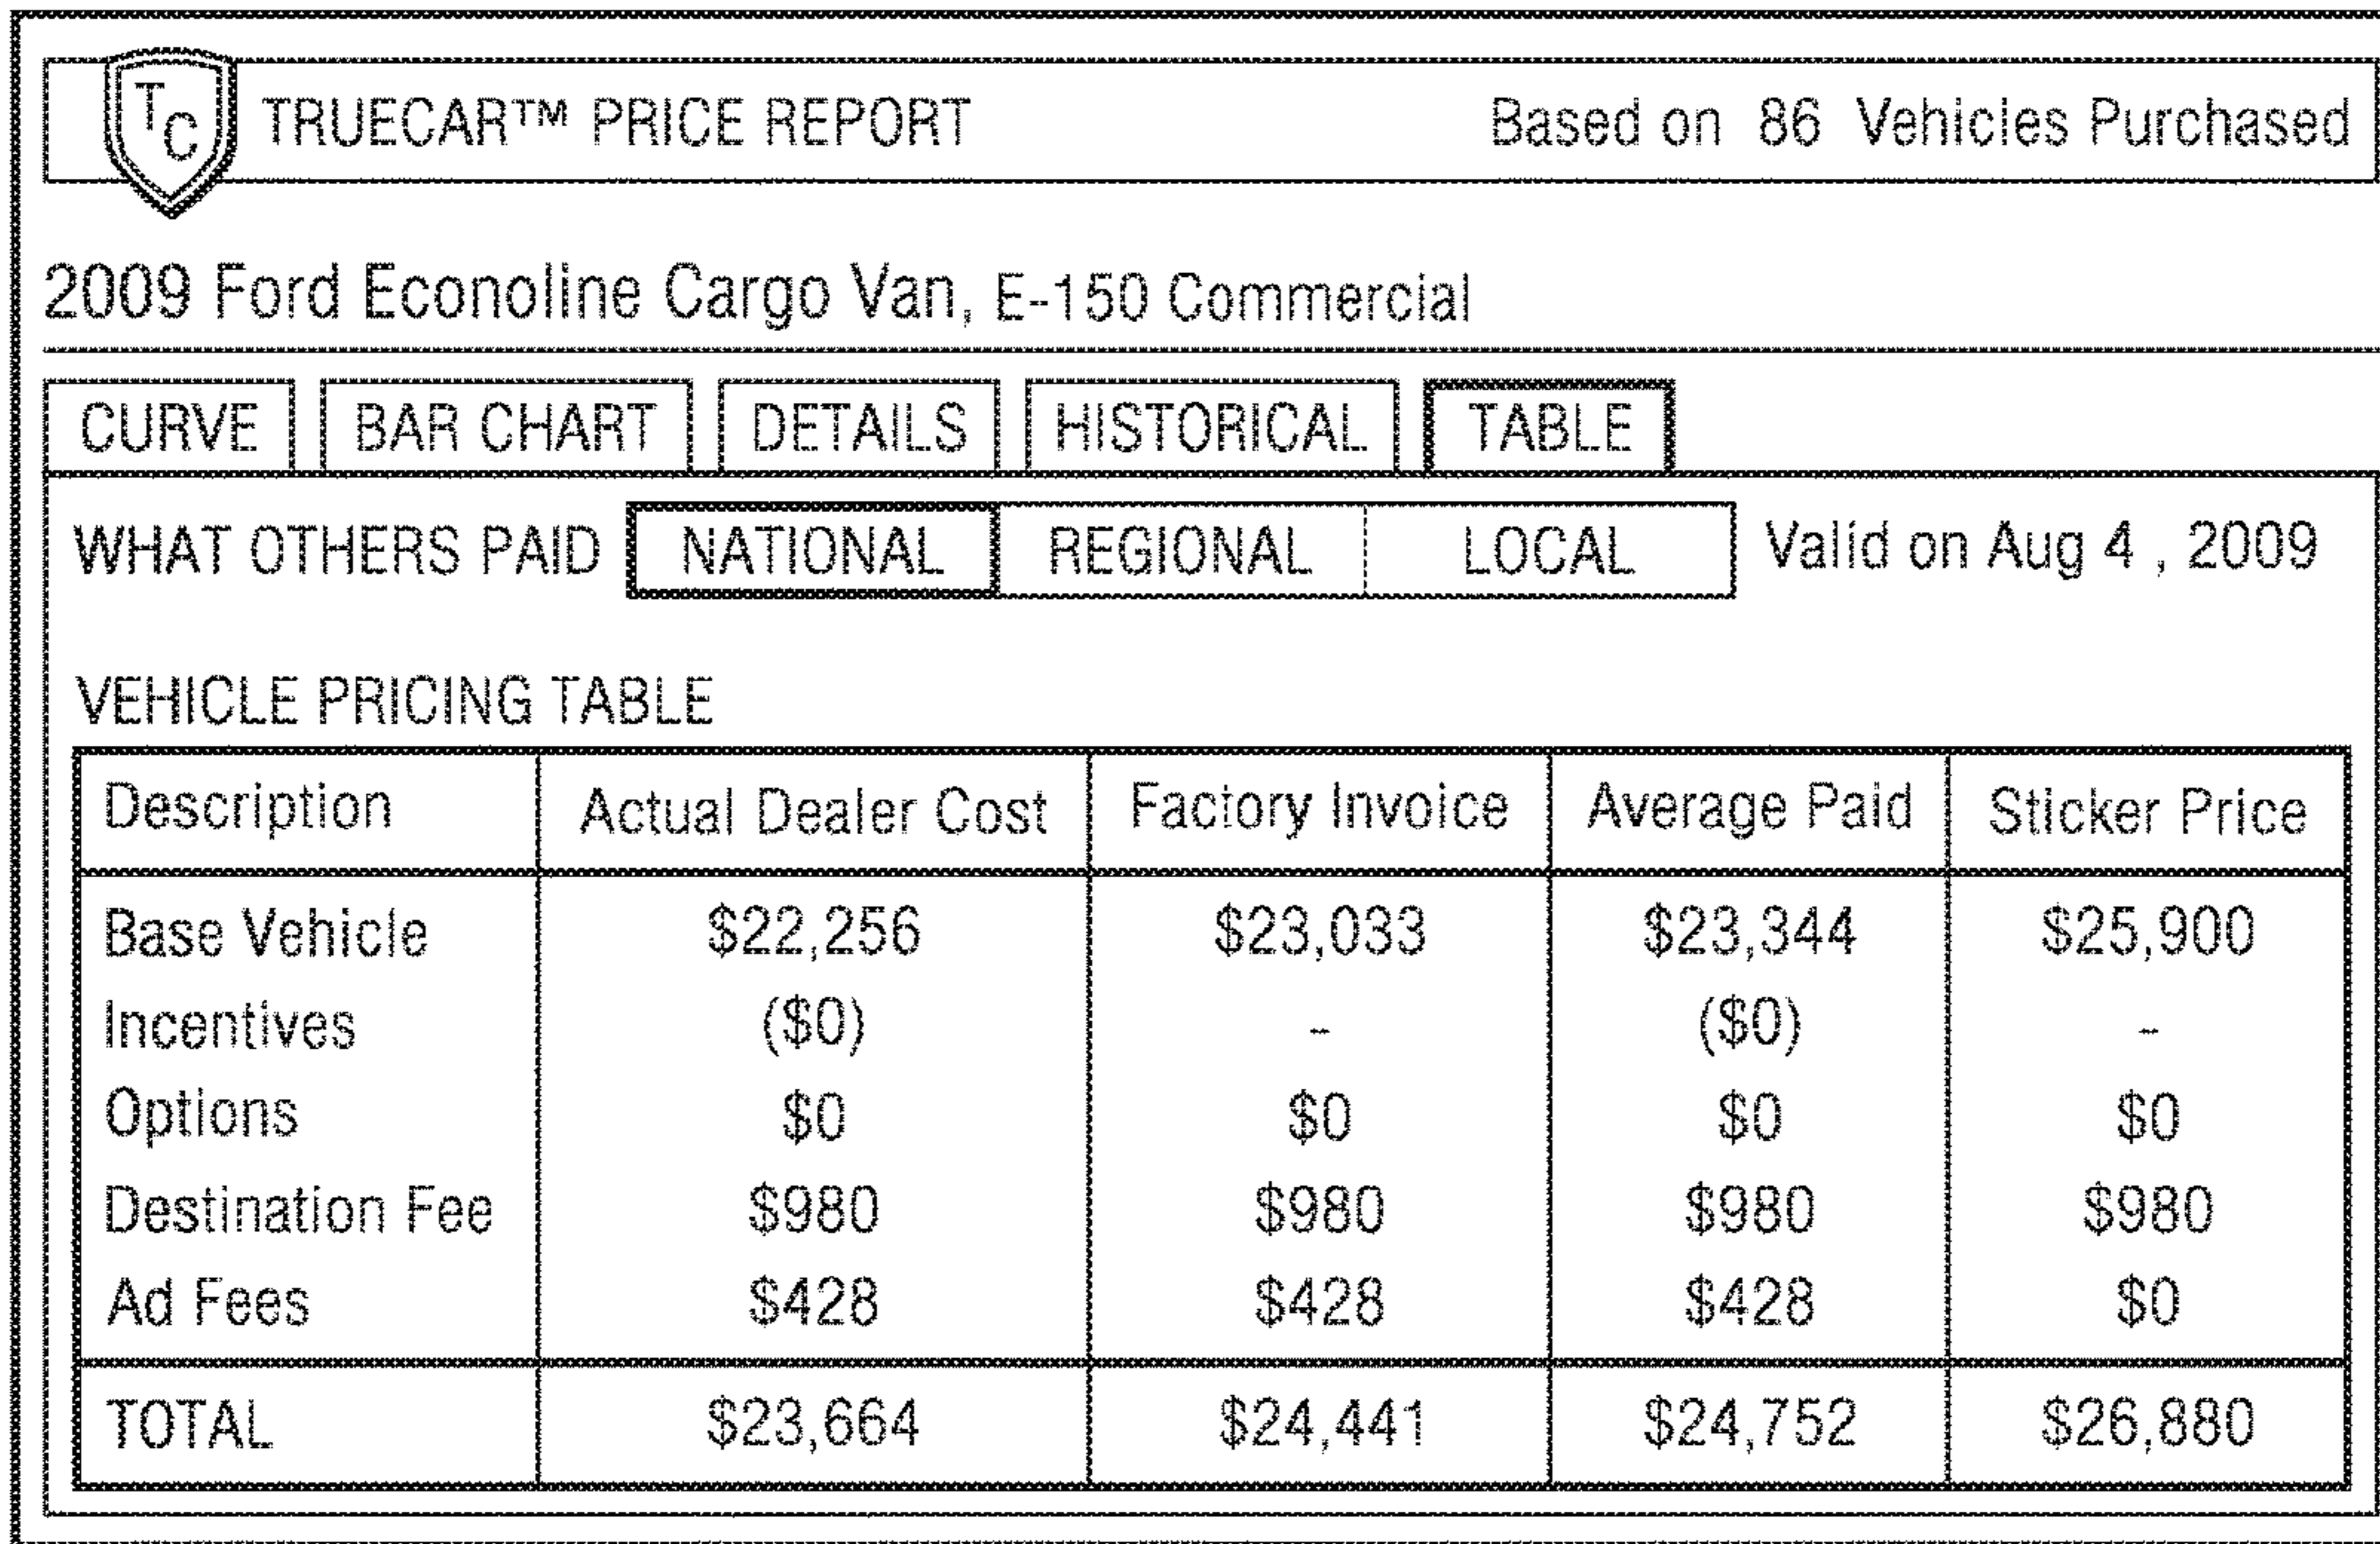 TC TRUECAR™ PRICE REPORT Based on 86 Vehicles Purchased
2009 Ford Econoline Cargo Van, E-150 Commercial
CURVE BAR CHART DETAILS HISTORICAL TABLE
WHAT OTHERS PAID NATIONAL REGIONAL LOCAL Valid on Aug 4 , 2009
VEHICLE PRICING TABLE
Description Actual Dealer Cost Factory Invoice Average Paid Sticker Price
Base Vehicle $22,256 $23,033 $23,344 $25,900
Incentives ($0) - ($0) -
Options $0 $0 $0 $0
Destination Fee $980 $980 $980 $980
Ad Fees $428 $428 $428 $0
TOTAL $23,664 $24,441 $24,752 $26,880